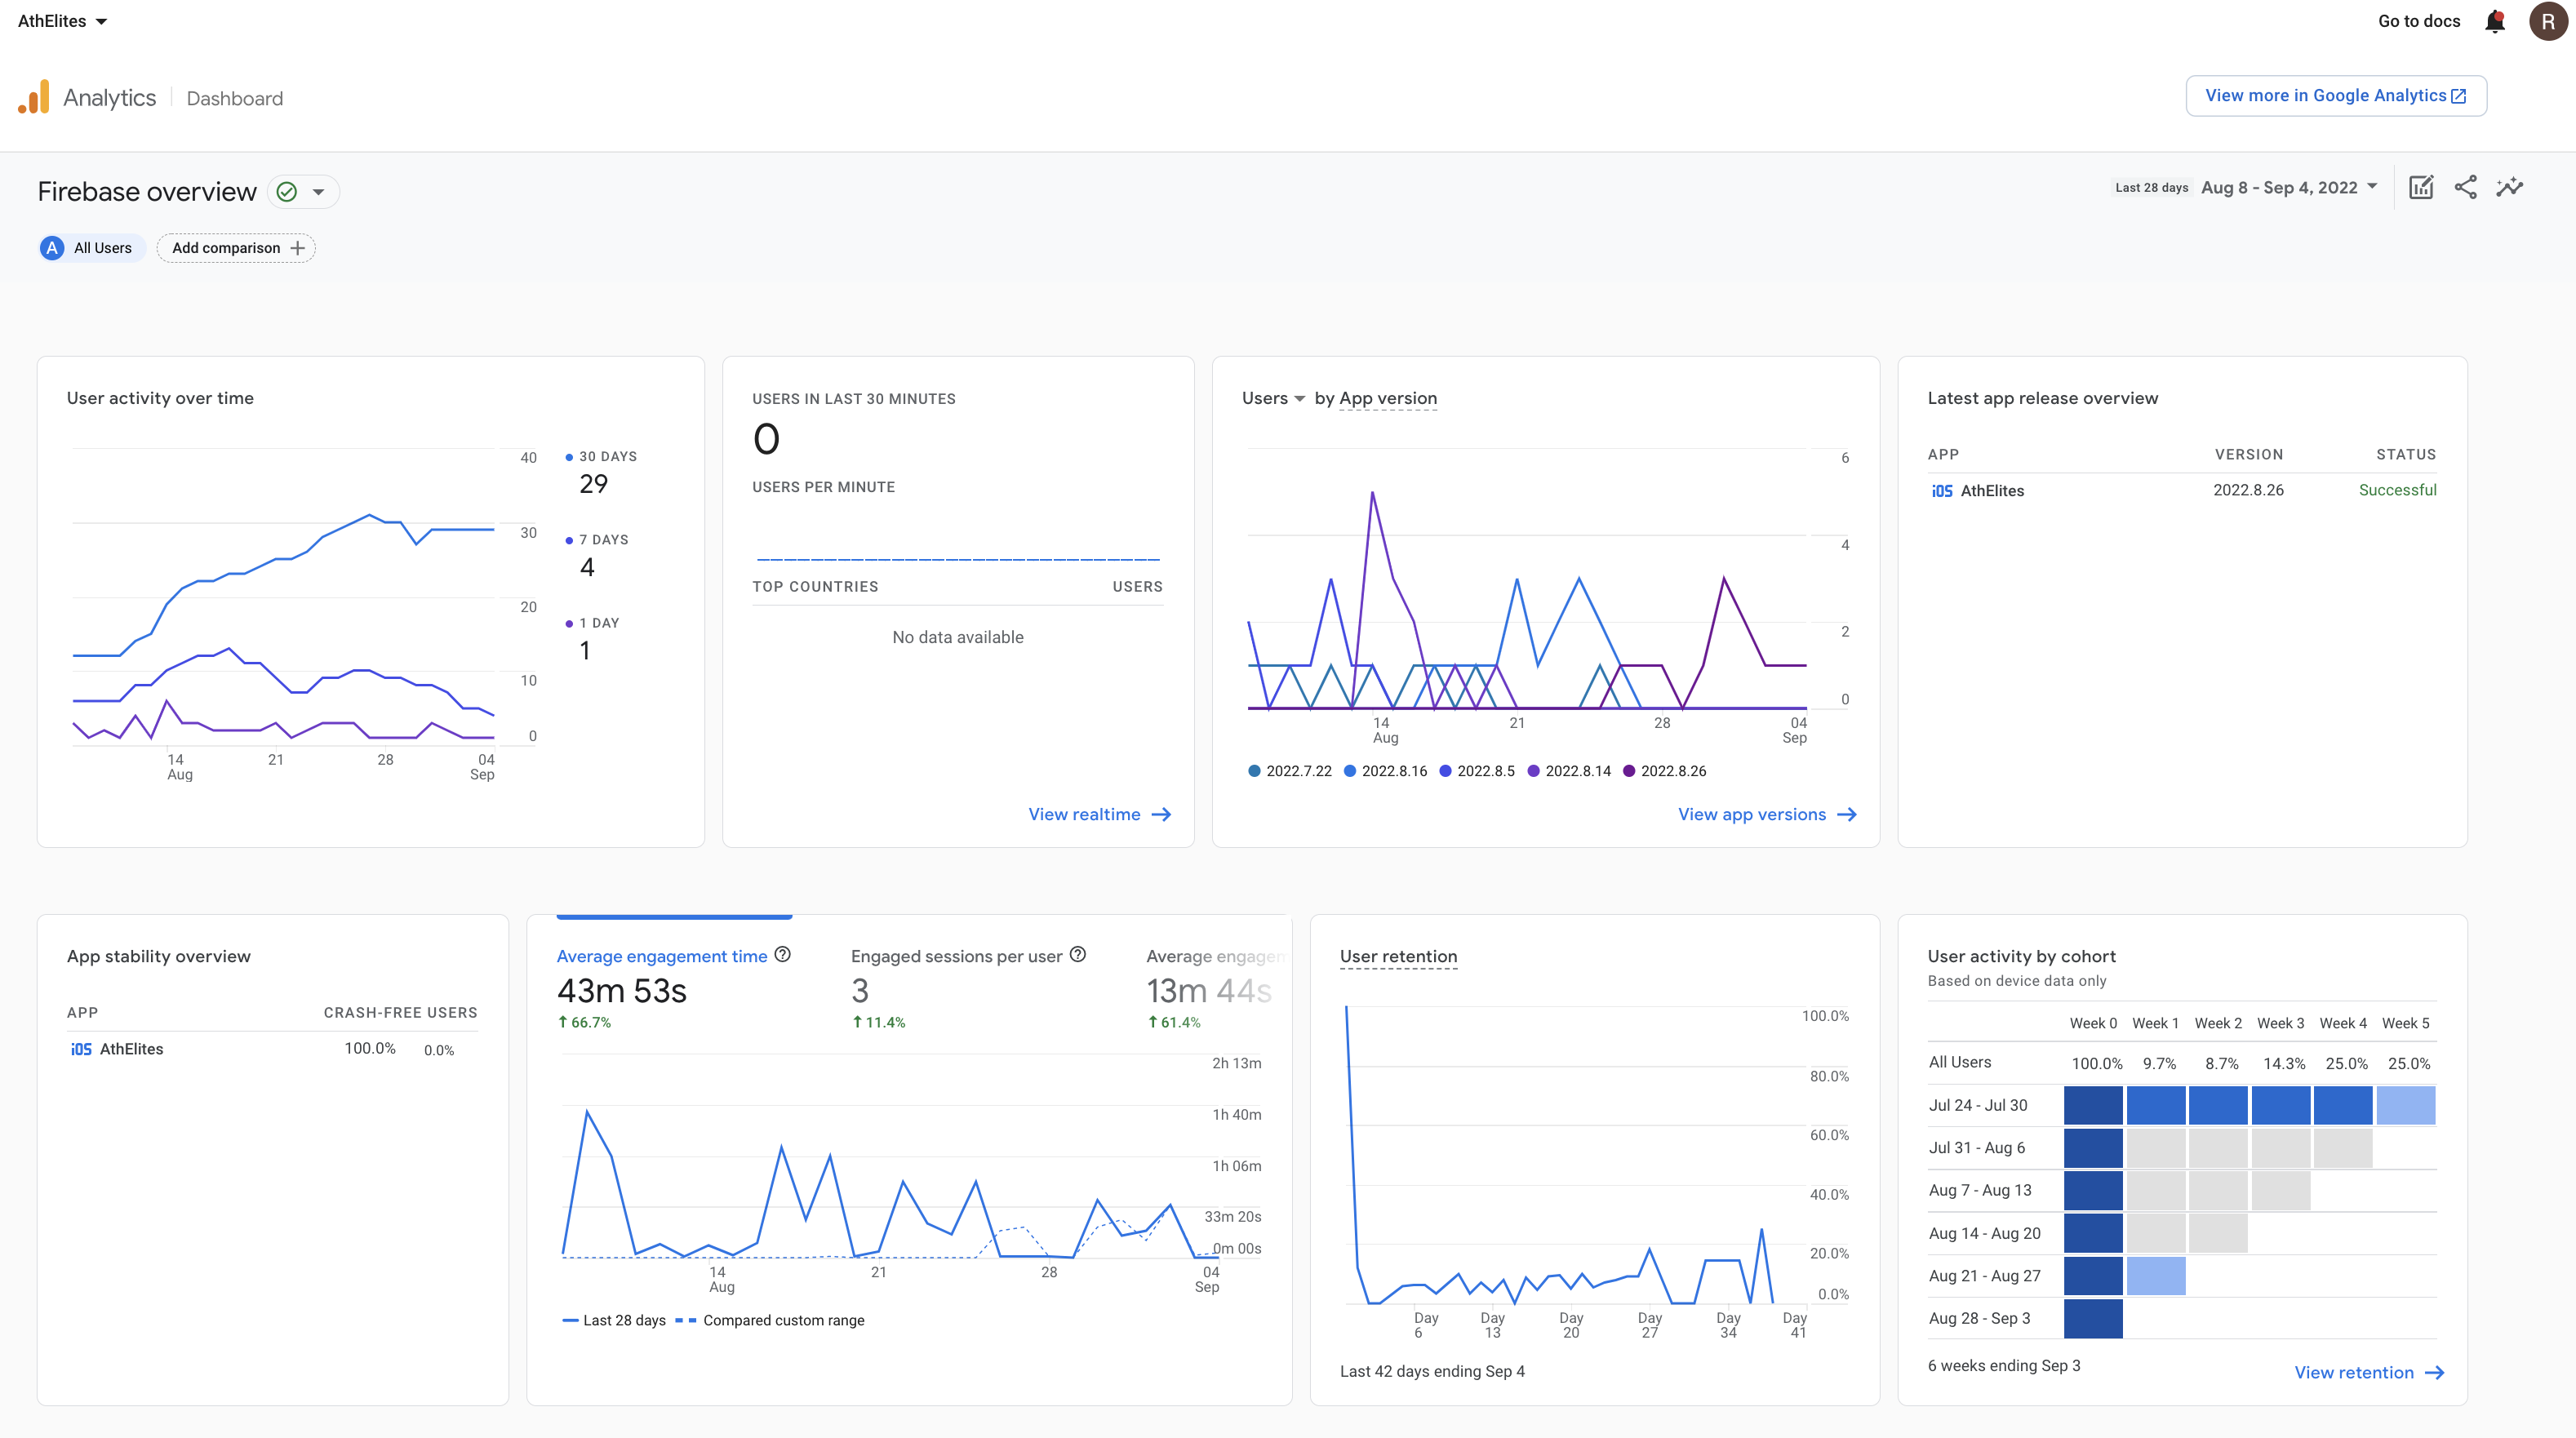 AthElites
Go to docs
R
Analytics
Dashboard
View more in Google Analytics
Firebase overview
Last 28 days
Aug 8 - Sep 4, 2022
A
All Users
Add comparison
User activity over time
40
30
20
10
0
14
Aug
21
28
04
Sep
30 DAYS
29
7 DAYS
4
1 DAY
1
USERS IN LAST 30 MINUTES
0
USERS PER MINUTE
TOP COUNTRIES USERS
No data available
View realtime
Users by App version
6
4
2
0
14
Aug
21
28
04
Sep
2022.7.22 2022.8.16 2022.8.5 2022.8.14 2022.8.26
View app versions
Latest app release overview
APP VERSION STATUS
iOS AthElites 2022.8.26 Successful
App stability overview
APP CRASH-FREE USERS
iOS AthElites 100.0% 0.0%
Average engagement time
43m 53s
66.7%
Engaged sessions per user
3
11.4%
Average engagen
13m 44s
61.4%
2h 13m
1h 40m
1h 06m
33m 20s
0m 00s
14
Aug
21
28
04
Sep
Last 28 days Compared custom range
User retention
100.0%
80.0%
60.0%
40.0%
20.0%
0.0%
Day
6
Day
13
Day
20
Day
27
Day
34
Day
41
Last 42 days ending Sep 4
User activity by cohort
Based on device data only
Week 0 Week 1 Week 2 Week 3 Week 4 Week 5
All Users 100.0% 9.7% 8.7% 14.3% 25.0% 25.0%
Jul 24 - Jul 30
Jul 31 - Aug 6
Aug 7 - Aug 13
Aug 14 - Aug 20
Aug 21 - Aug 27
Aug 28 - Sep 3
6 weeks ending Sep 3
View retention